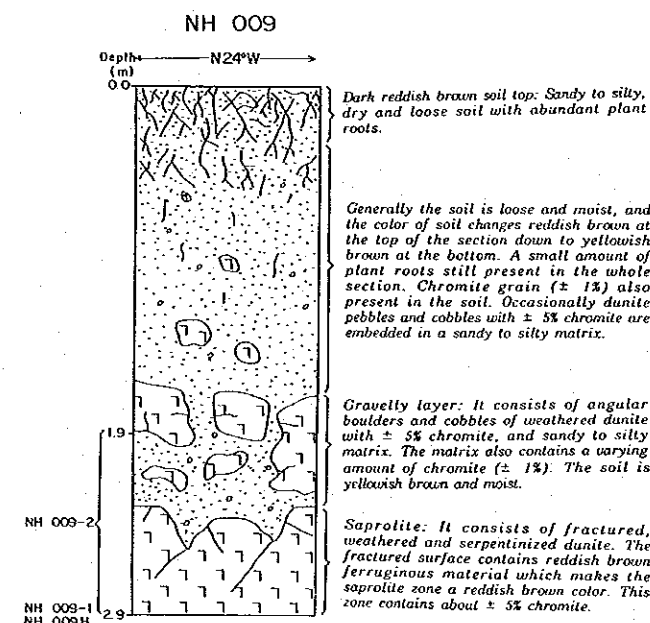 NH 009
Depth
N24°W
(m)
0.0
Dark reddish brown soil top: Sandy to silty,
dry and loose soil with abundant plant
roots.
Generally the soil is loose and moist, and
the color of soil changes reddish brown at
the top of the section down to yellowish
brown at the bottom. A small amount of
plant roots still present in the whole
section. Chromite grain (± 1%) also
present in the soil. Occasionally dunite
pebbles and cobbles with ± 5% chromite are
embedded in a sandy to silty matrix.
Gravelly layer: It consists of angular
boulders and cobbles of weathered dunite
with ± 5% chromite, and sandy to silty
matrix. The matrix also contains a varying
amount of chromite (± 1%). The soil is
yellowish brown and moist.
1.9
NH 009-2
Saprolite: It consists of fractured,
weathered and serpentinized dunite. The
fractured surface contains reddish brown
ferruginous material which makes the
saprolite zone a reddish brown color. This
zone contains about ± 5% chromite.
NH 009-1
2.9